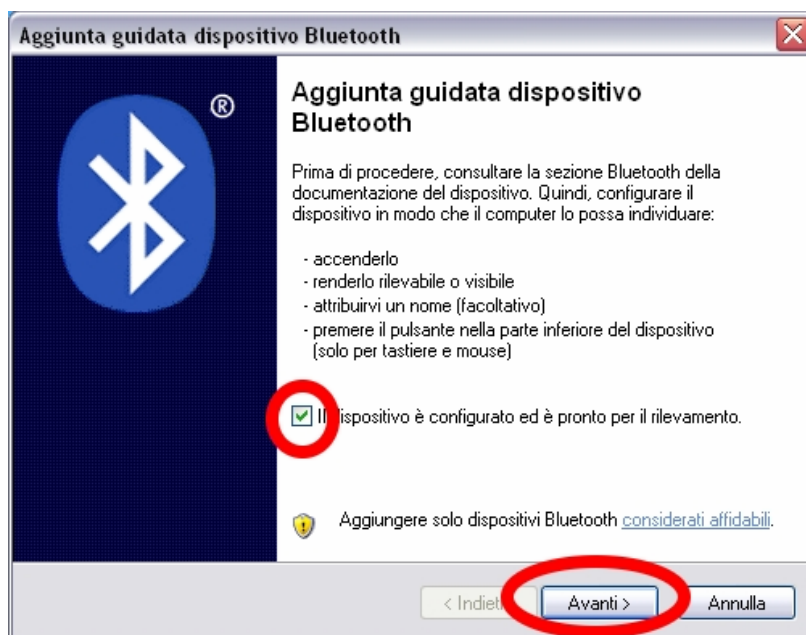 Aggiunta guidata dispositivo Bluetooth
®
Aggiunta guidata dispositivo
Bluetooth
Prima di procedere, consultare la sezione Bluetooth della
documentazione del dispositivo. Quindi, configurare il
dispositivo in modo che il computer lo possa individuare:
- accenderlo
- renderlo rilevabile o visibile
- attribuirvi un nome (facoltativo)
- premere il pulsante nella parte inferiore del dispositivo
(solo per tastiere e mouse)
Il dispositivo è configurato ed è pronto per il rilevamento.
Aggiungere solo dispositivi Bluetooth considerati affidabili.
< Indietro Avanti > Annulla